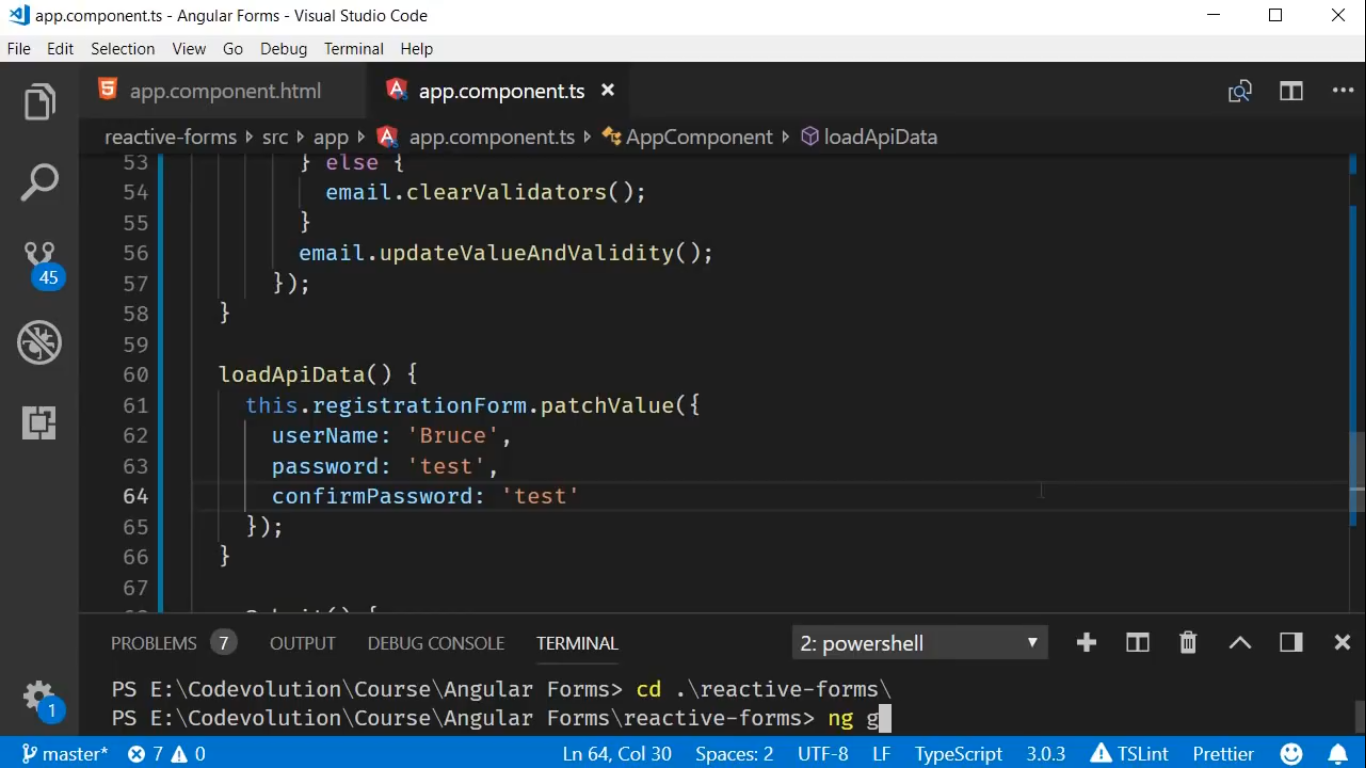 app.component.ts - Angular Forms - Visual Studio Code
File Edit Selection View Go Debug Terminal Help
app.component.html app.component.ts
reactive-forms src app app.component.ts AppComponent loadApiData
53 } else {
54 email.clearValidators();
55 }
56 email.updateValueAndValidity();
57 });
58 }
59
60 loadApiData() {
61 this.registrationForm.patchValue({
62 userName: 'Bruce',
63 password: 'test',
64 confirmPassword: 'test'
65 });
66 }
67
45
PROBLEMS 7 OUTPUT DEBUG CONSOLE TERMINAL 2: powershell
PS E:\Codevolution\Course\Angular Forms> cd .\reactive-forms\
PS E:\Codevolution\Course\Angular Forms\reactive-forms> ng g
1
master* 7 0 Ln 64, Col 30 Spaces: 2 UTF-8 LF TypeScript 3.0.3 TSLint Prettier